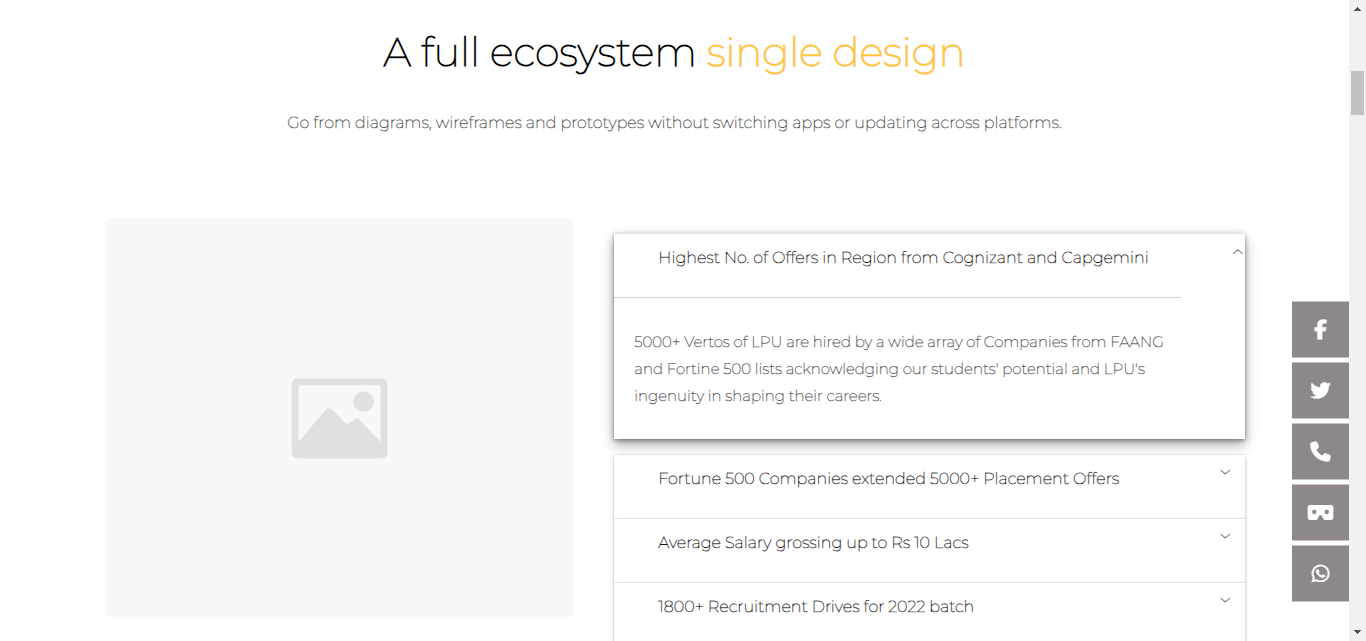 A full ecosystem single design
Go from diagrams, wireframes and prototypes without switching apps or updating across platforms.
Highest No. of Offers in Region from Cognizant and Capgemini
5000+ Vertos of LPU are hired by a wide array of Companies from FAANG
and Fortine 500 lists acknowledging our students' potential and LPU's
ingenuity in shaping their careers.
Fortune 500 Companies extended 5000+ Placement Offers
Average Salary grossing up to Rs 10 Lacs
1800+ Recruitment Drives for 2022 batch